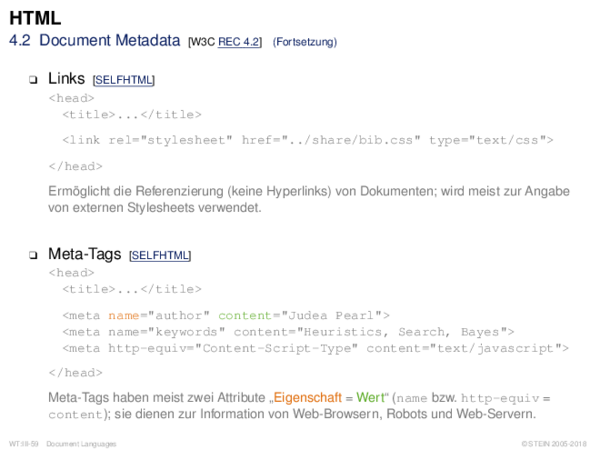 HTML
4.2 Document Metadata [W3C REC 4.2] (Fortsetzung)
❑ Links [SELFHTML]
<head>
<title>...</title>
<link rel="stylesheet" href="../share/bib.css" type="text/css">
</head>
Ermöglicht die Referenzierung (keine Hyperlinks) von Dokumenten; wird meist zur Angabe
von externen Stylesheets verwendet.
❑ Meta-Tags [SELFHTML]
<head>
<title>...</title>
<meta name="author" content="Judea Pearl">
<meta name="keywords" content="Heuristics, Search, Bayes">
<meta http-equiv="Content-Script-Type" content="text/javascript">
</head>
Meta-Tags haben meist zwei Attribute „Eigenschaft = Wert“ (name bzw. http-equiv =
content); sie dienen zur Information von Web-Browsern, Robots und Web-Servern.
WT:III-59 Document Languages
© STEIN 2005-2018